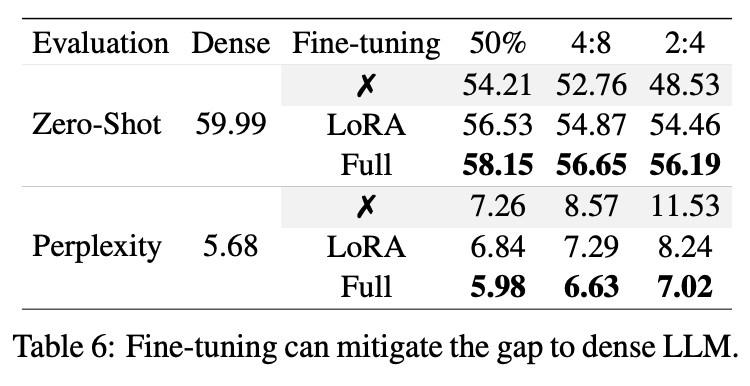 Evaluation Dense Fine-tuning 50% 4:8 2:4
✗ 54.21 52.76 48.53
Zero-Shot 59.99 LoRA 56.53 54.87 54.46
Full 58.15 56.65 56.19
✗ 7.26 8.57 11.53
Perplexity 5.68 LoRA 6.84 7.29 8.24
Full 5.98 6.63 7.02
Table 6: Fine-tuning can mitigate the gap to dense LLM.